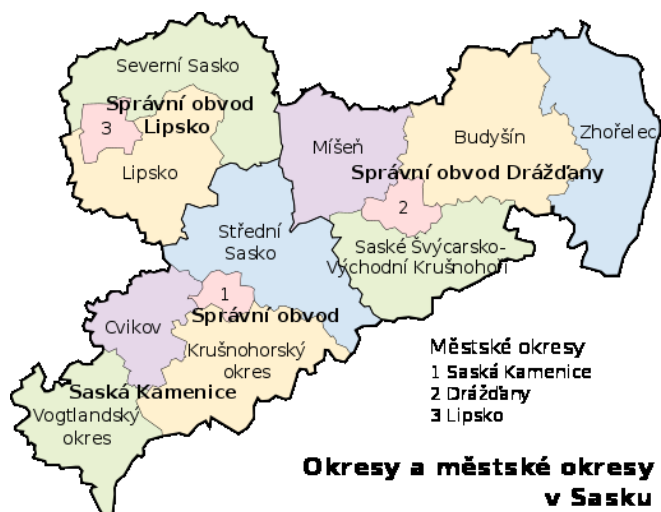 Severní Sasko
Správní obvod
Lipsko
3
Lipsko
Míšeň
Budyšín
Zhořelec
Správní obvod Drážďany
2
Střední
Sasko
Saské Švýcarsko-
Východní Krušnohoří
1
Cvikov
Správní obvod
Krušnohorský
okres
Saská Kamenice
Vogtlandský
okres
Městské okresy
1 Saská Kamenice
2 Drážďany
3 Lipsko
Okresy a městské okresy
v Sasku